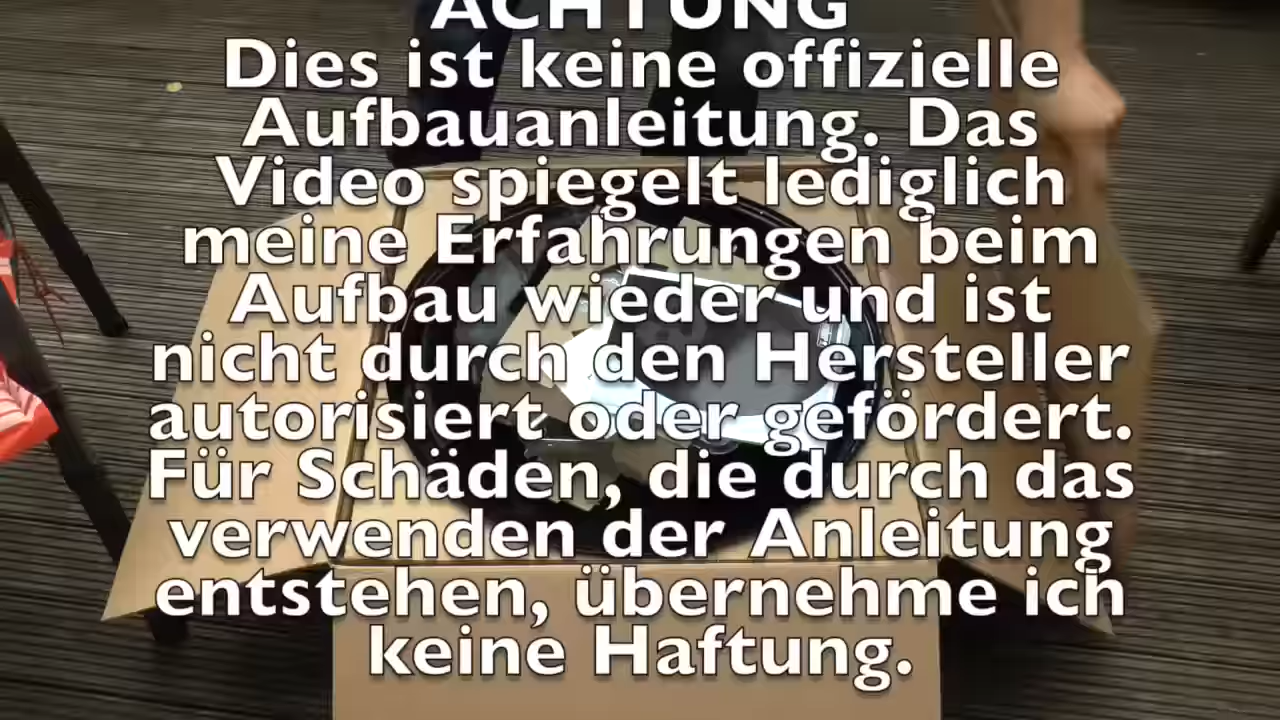 ACHTUNG
Dies ist keine offizielle
Aufbauanleitung. Das
Video spiegelt lediglich
meine Erfahrungen beim
Aufbau wieder und ist
nicht durch den Hersteller
autorisiert oder gefördert.
Für Schäden, die durch das
verwenden der Anleitung
entstehen, übernehme ich
keine Haftung.